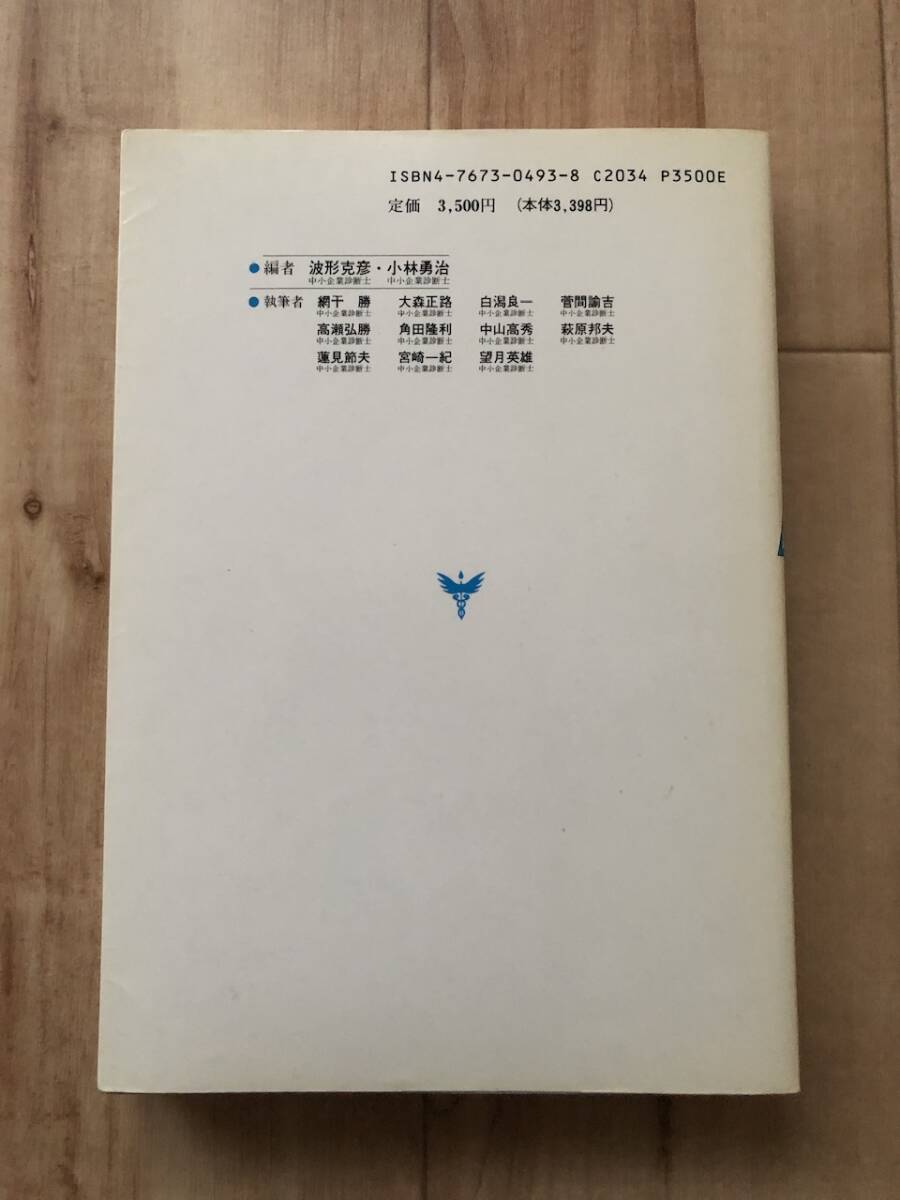 ISBN4-7673-0493-8 C2034 P3500E
定価 3,500円 (本体3,398円)
●編者 波形克彦・小林勇治
中小企業診断士 中小企業診断士
●執筆者 網干 勝 大森正路 白潟良一 菅間諭吉
中小企業診断士 中小企業診断士 中小企業診断士 中小企業診断士
高瀬弘勝 角田隆利 中山高秀 萩原邦夫
中小企業診断士 中小企業診断士 中小企業診断士 中小企業診断士
蓮見節夫 宮崎一紀 望月英雄
中小企業診断士 中小企業診断士 中小企業診断士